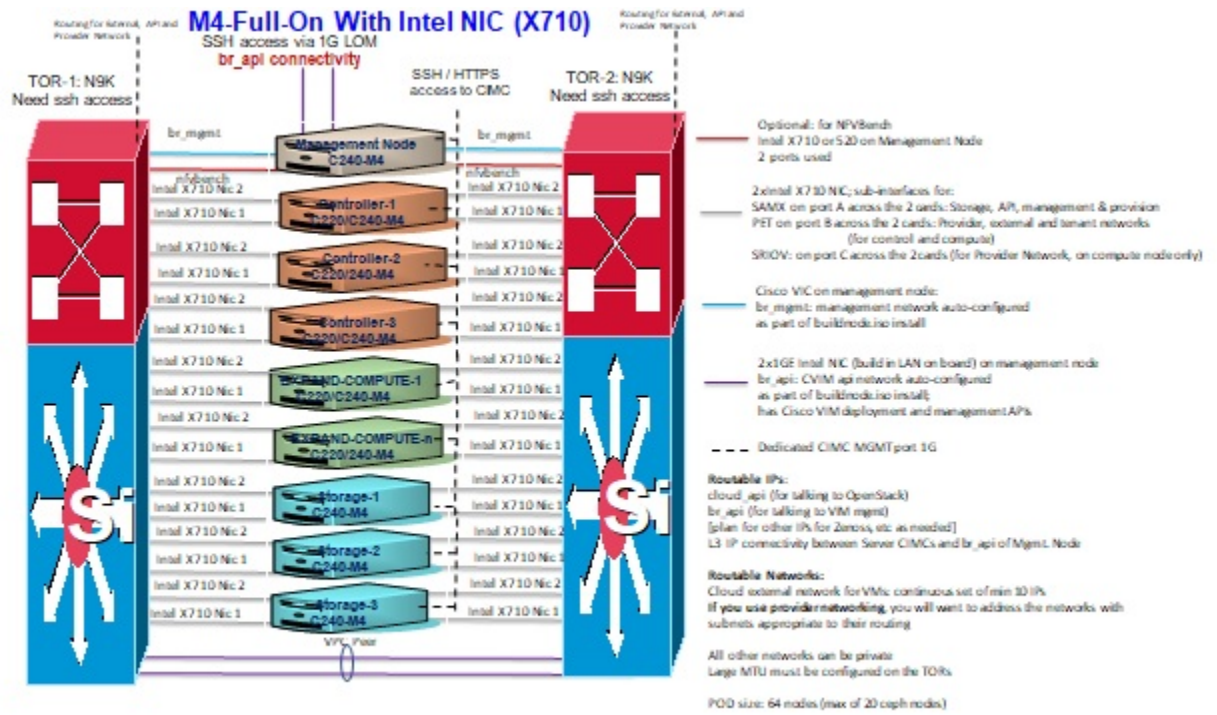 M4-Full-On With Intel NIC (X710)
Routing for External, API and
Provider Network
Routing for External, API and
Provider Network
SSH access via 1G LOM
br_api connectivity
SSH / HTTPS
access to CIMC
TOR-1: N9K
Need ssh access
TOR-2: N9K
Need ssh access
br_mgmt
Management Node
C240-M4
br_mgmt
nfvbench
nfvbench
Intel X710 Nic 2
Controller-1
Intel X710 Nic 2
Intel X710 Nic 1
C220/C240-M4
Intel X710 Nic 1
Intel X710 Nic 2
Controller-2
Intel X710 Nic 2
Intel X710 Nic 1
C220/240-M4
Intel X710 Nic 1
Intel X710 Nic 2
Controller-3
Intel X710 Nic 2
Intel X710 Nic 1
C220/C240-M4
Intel X710 Nic 1
Intel X710 Nic 2
EXPAND-COMPUTE-1
Intel X710 Nic 2
Intel X710 Nic 1
C220/C240-M4
Intel X710 Nic 1
Intel X710 Nic 2
EXPAND-COMPUTE-n
Intel X710 Nic 2
Intel X710 Nic 1
C220/240-M4
Intel X710 Nic 1
Intel X710 Nic 2
Storage-1
Intel X710 Nic 2
Intel X710 Nic 1
C240-M4
Intel X710 Nic 1
Intel X710 Nic 2
Storage-2
Intel X710 Nic 2
Intel X710 Nic 1
C240-M4
Intel X710 Nic 1
Intel X710 Nic 2
Storage-3
Intel X710 Nic 2
Intel X710 Nic 1
C240-M4
Intel X710 Nic 1
VPC Peer
Si
Si
Optional: for NFVBench
Intel X710 or 520 on Management Node
2 ports used
2xIntel X710 NIC; sub-interfaces for:
SAMX on port A across the 2 cards: Storage, API, management & provision
PET on port B across the 2 cards: Provider, external and tenant networks
(for control and compute)
SRIOV: on port C across the 2cards (for Provider Network, on compute node only)
Cisco VIC on management node:
br_mgmt: management network auto-configured
as part of buildnode.iso install
2x1GE Intel NIC (build in LAN on board) on management node
br_api: CVIM api network auto-configured
as part of buildnode.iso install;
has Cisco VIM deployment and management APIs
Dedicated CIMC MGMT port 1G
Routable IPs:
cloud_api (for talking to OpenStack)
br_api (for talking to VIM mgmt)
[plan for other IPs for Zenoss, etc as needed]
L3 IP connectivity between Server CIMCs and br_api of Mgmt. Node
Routable Networks:
Cloud external network for VMs: continuous set of min 10 IPs
If you use provider networking, you will want to address the networks with
subnets appropriate to their routing
All other networks can be private
Large MTU must be configured on the TORs
POD size: 64 nodes (max of 20 ceph nodes)